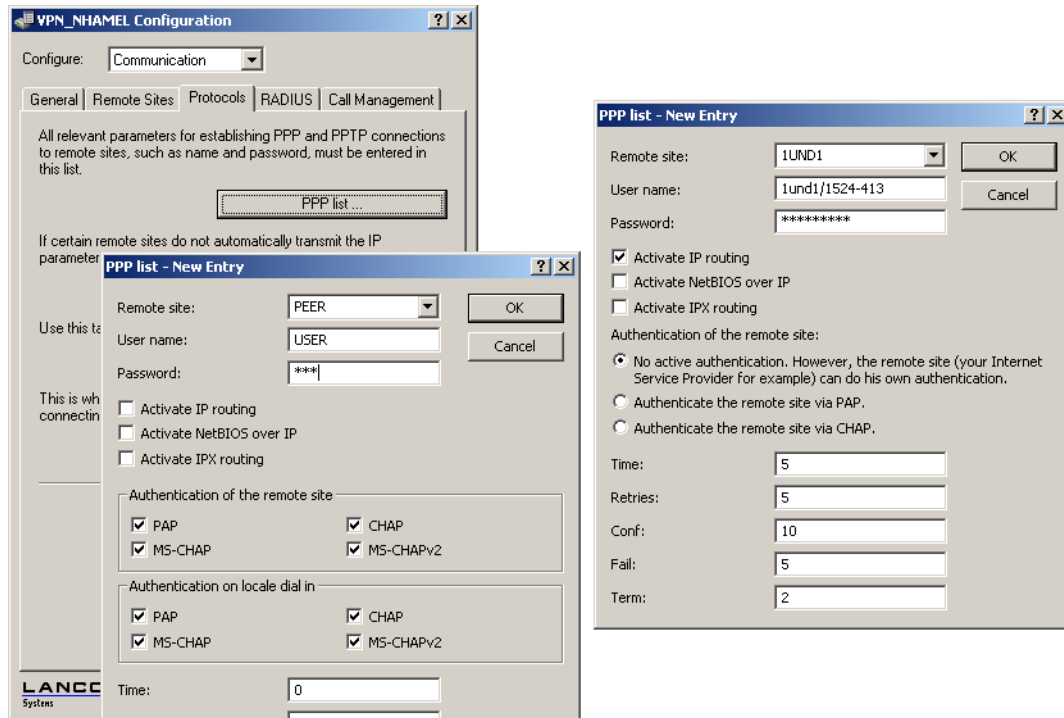 VPN_NHAMEL Configuration
Configure: Communication
General Remote Sites Protocols RADIUS Call Management
All relevant parameters for establishing PPP and PPTP connections
to remote sites, such as name and password, must be entered in
this list.
PPP list ...
If certain remote sites do not automatically transmit the IP
parameter
Use this ta
This is wh
connectin
LANCO
Systems
PPP list - New Entry
Remote site: PEER
OK
User name: USER
Cancel
Password: ***
Activate IP routing
Activate NetBIOS over IP
Activate IPX routing
Authentication of the remote site
PAP CHAP
MS-CHAP MS-CHAPv2
Authentication on locale dial in
PAP CHAP
MS-CHAP MS-CHAPv2
Time: 0
PPP list - New Entry
Remote site: 1UND1
OK
User name: 1und1/1524-413
Cancel
Password: *********
Activate IP routing
Activate NetBIOS over IP
Activate IPX routing
Authentication of the remote site:
No active authentication. However, the remote site (your Internet
Service Provider for example) can do his own authentication.
Authenticate the remote site via PAP.
Authenticate the remote site via CHAP.
Time: 5
Retries: 5
Conf: 10
Fail: 5
Term: 2